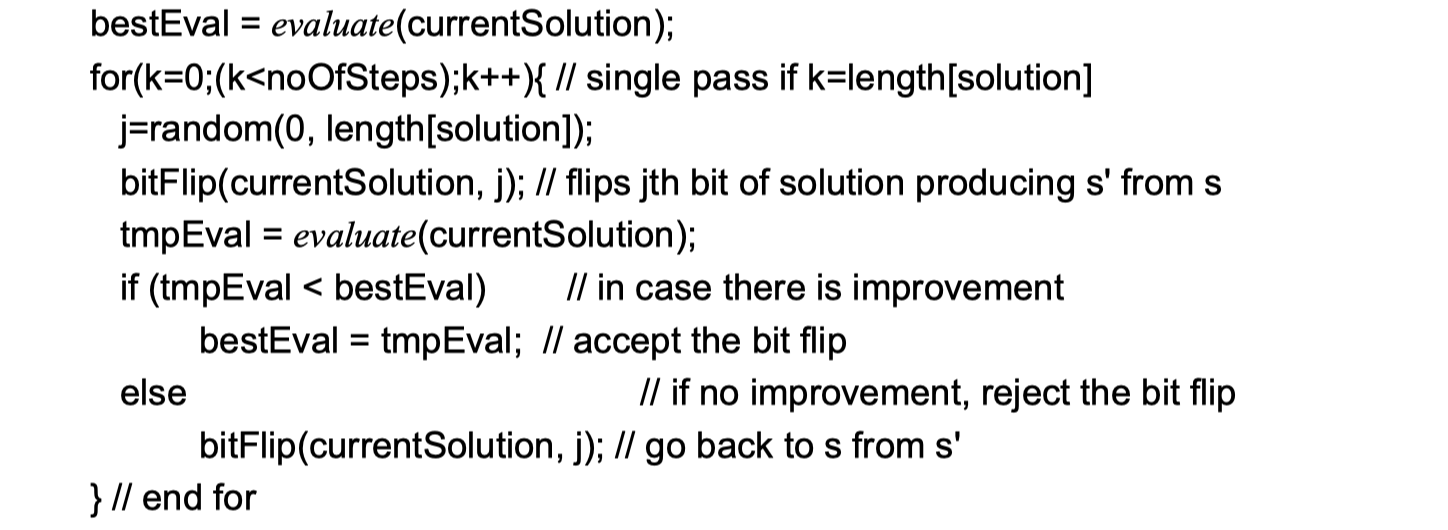 bestEval = evaluate(currentSolution);
for(k=0;(k<noOfSteps);k++){ // single pass if k=length[solution]
j=random(0, length[solution]);
bitFlip(currentSolution, j); // flips jth bit of solution producing s' from s
tmpEval = evaluate(currentSolution);
if (tmpEval < bestEval) // in case there is improvement
bestEval = tmpEval; // accept the bit flip
else // if no improvement, reject the bit flip
bitFlip(currentSolution, j); // go back to s from s'
} // end for